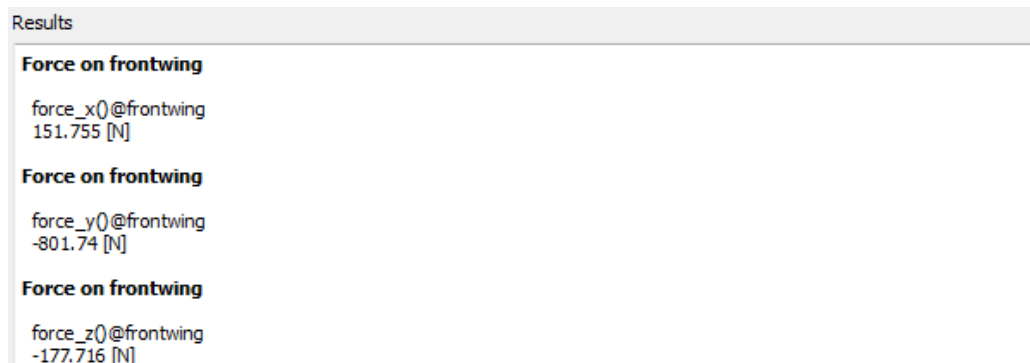 Results
Force on frontwing
force_x()@frontwing
151.755 [N]
Force on frontwing
force_y()@frontwing
-801.74 [N]
Force on frontwing
force_z()@frontwing
-177.716 [N]